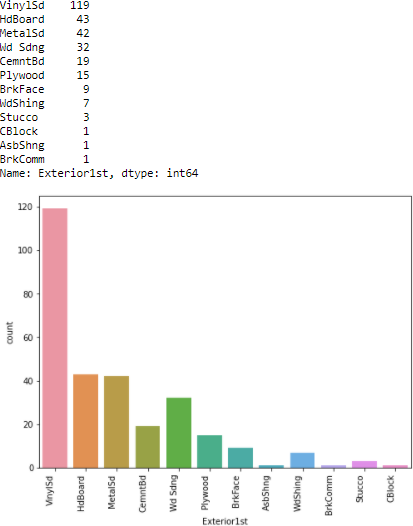 VinylSd 119
HdBoard 43
MetalSd 42
Wd Sdng 32
CemntBd 19
Plywood 15
BrkFace 9
WdShing 7
Stucco 3
CBlock 1
AsbShng 1
BrkComm 1
Name: Exterior1st, dtype: int64
120
100
80
60
40
20
0
count
VinylSd
HdBoard
MetalSd
CemntBd
Wd Sdng
Plywood
BrkFace
AsbShng
WdShing
BrkComm
Stucco
CBlock
Exterior1st